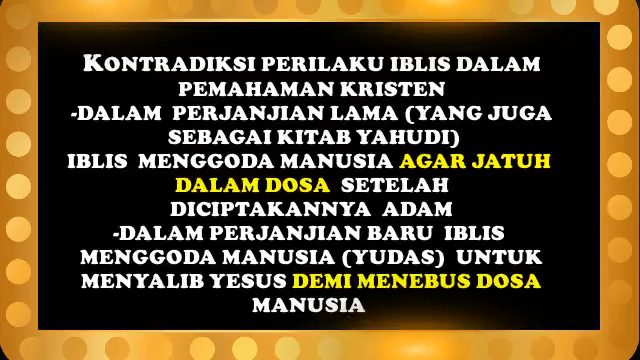 KONTRADIKSI PERILAKU IBLIS DALAM
PEMAHAMAN KRISTEN
-DALAM PERJANJIAN LAMA (YANG JUGA
SEBAGAI KITAB YAHUDI)
IBLIS MENGGODA MANUSIA AGAR JATUH
DALAM DOSA SETELAH
DICIPTAKANNYA ADAM
-DALAM PERJANJIAN BARU IBLIS
MENGGODA MANUSIA (YUDAS) UNTUK
MENYALIB YESUS DEMI MENEBUS DOSA
MANUSIA